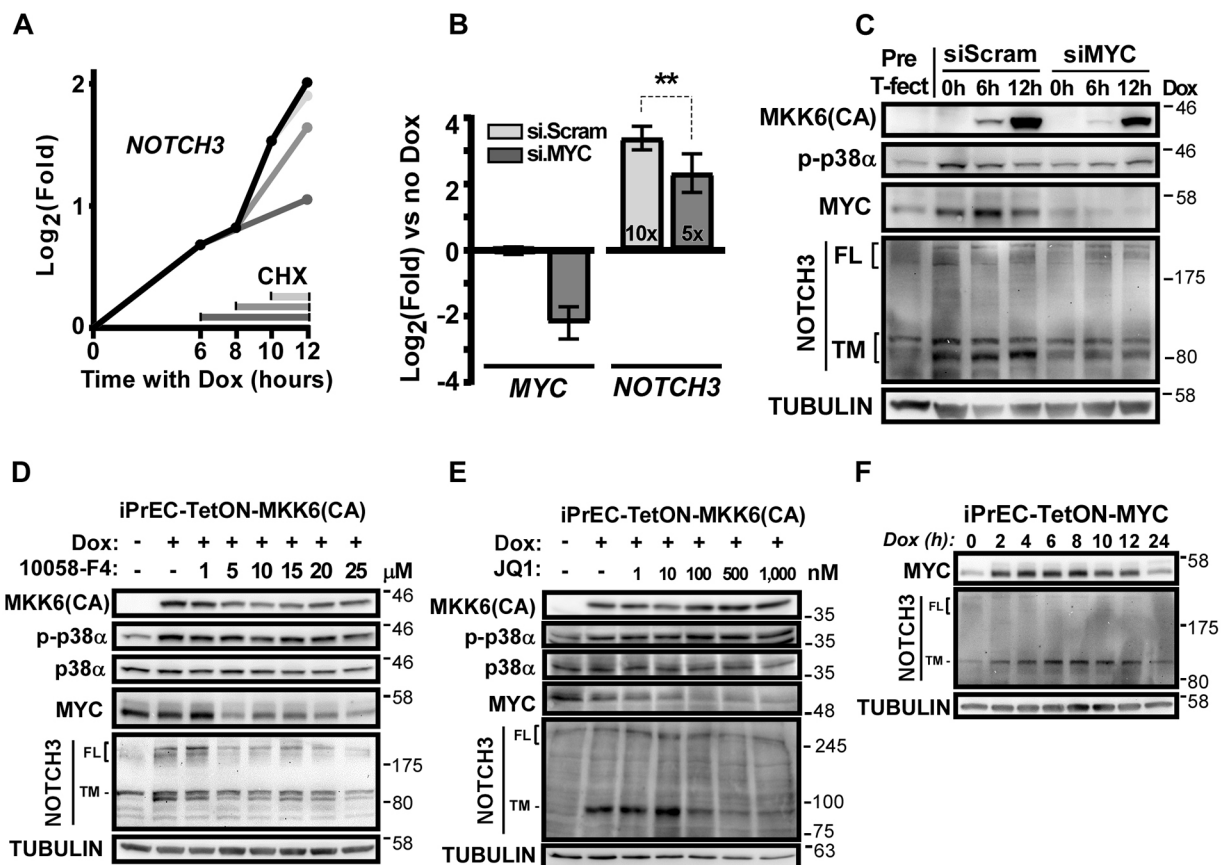 A
Log2(Fold)
2
1
0
NOTCH3
CHX
0 6 8 10 12
Time with Dox (hours)
B
Log2(Fold) vs no Dox
4
2
0
-2
-4
si.Scram
si.MYC
**
10x 5x
MYC NOTCH3
C
Pre T-fect
siScram siMYC
0h 6h 12h 0h 6h 12h Dox
MKK6(CA) -46
p-p38α -46
MYC -58
NOTCH3 FL -175
TM -80
TUBULIN -58
D
iPrEC-TetON-MKK6(CA)
Dox: - + + + + + + +
10058-F4: - - 1 5 10 15 20 25 μM
MKK6(CA) -46
p-p38α -46
p38α -46
MYC -58
NOTCH3 FL -175
TM - -80
TUBULIN -58
E
iPrEC-TetON-MKK6(CA)
Dox: - + + + + + +
JQ1: - - 1 10 100 500 1,000 nM
MKK6(CA) -35
p-p38α -35
p38α -35
MYC -48
NOTCH3 FL -245
TM - -100
-75
TUBULIN -63
F
iPrEC-TetON-MYC
Dox (h): 0 2 4 6 8 10 12 24
MYC -58
NOTCH3 FL -175
TM - -80
TUBULIN -58